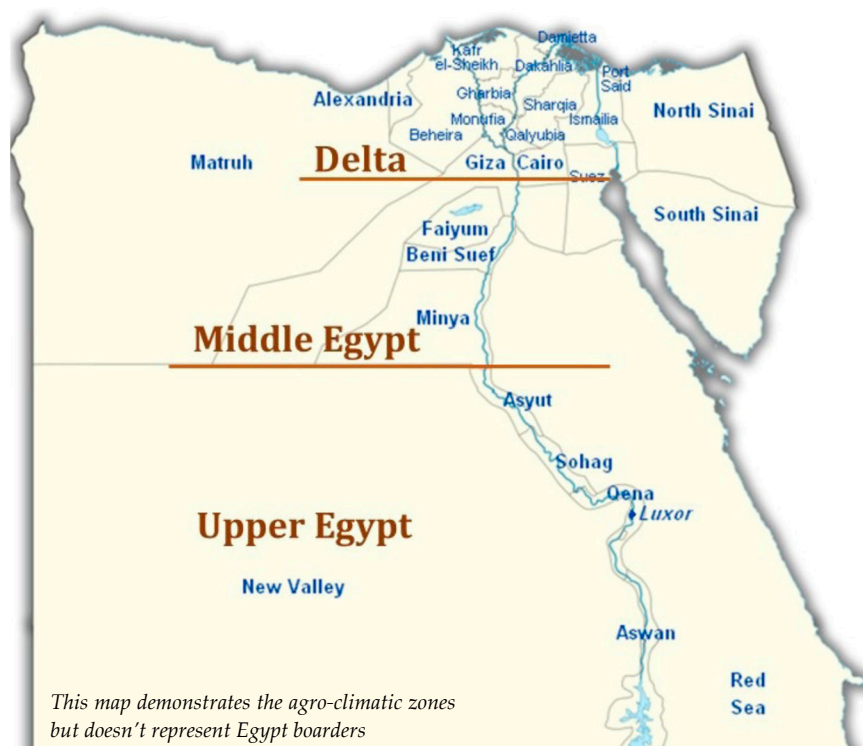 Damietta
Kafr
el-Sheikh
Dakahlia
Port
Said
Gharbia
Alexandria
Sharqia
North Sinai
Monufia
Ismailia
Beheira
Qalyubia
Matruh
Delta
Giza
Cairo
Suez
South Sinai
Faiyum
Beni Suef
Minya
Middle Egypt
Asyut
Sohag
Qena
Luxor
Upper Egypt
New Valley
Aswan
Red
Sea
This map demonstrates the agro-climatic zones
but doesn't represent Egypt boarders